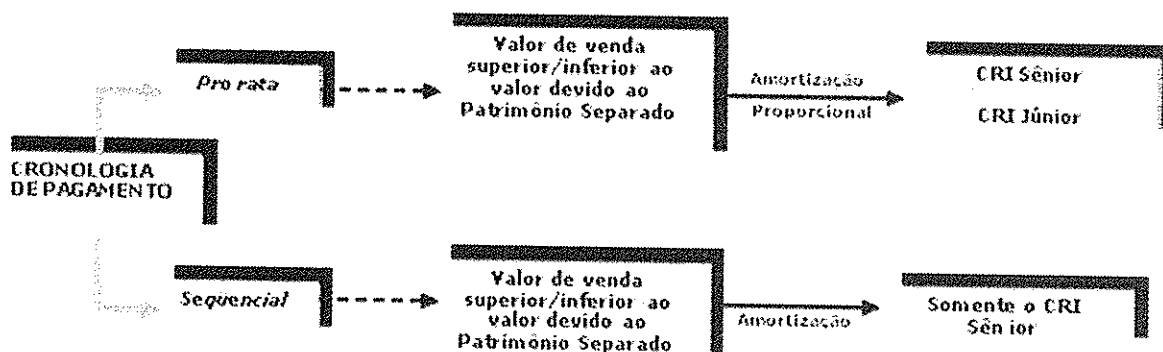 CRONOLOGIA
DE PAGAMENTO
Pro rata
Valor de venda
superior/inferior ao
valor devido ao
Patrimônio Separado
Amortização
Proporcional
CRI Sênior
CRI Júnior
Seqüencial
Valor de venda
superior/inferior ao
valor devido ao
Patrimônio Separado
Amortização
Somente o CRI
Sênior